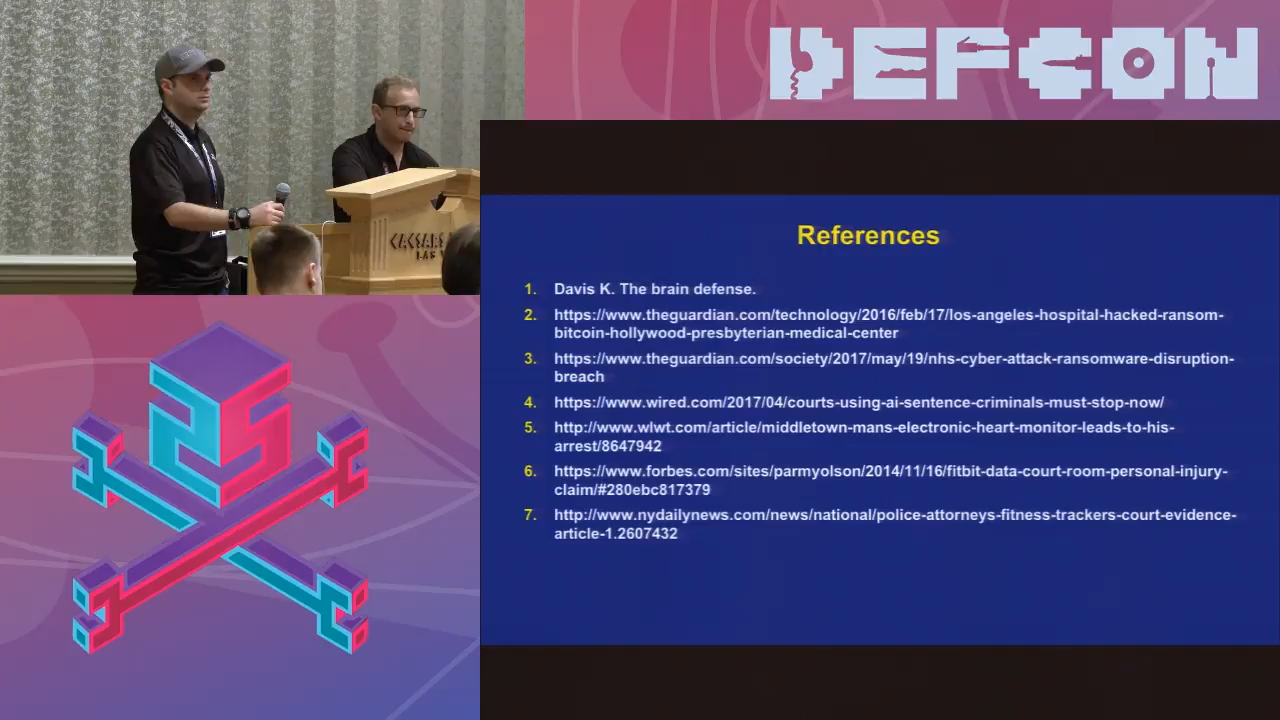 DEFCON
CAESARS
LAS V
25
References
1. Davis K. The brain defense.
2. https://www.theguardian.com/technology/2016/feb/17/los-angeles-hospital-hacked-ransom-
bitcoin-hollywood-presbyterian-medical-center
3. https://www.theguardian.com/society/2017/may/19/nhs-cyber-attack-ransomware-disruption-
breach
4. https://www.wired.com/2017/04/courts-using-ai-sentence-criminals-must-stop-now/
5. http://www.wlwt.com/article/middletown-mans-electronic-heart-monitor-leads-to-his-
arrest/8647942
6. https://www.forbes.com/sites/parmyolson/2014/11/16/fitbit-data-court-room-personal-injury-
claim/#280ebc817379
7. http://www.nydailynews.com/news/national/police-attorneys-fitness-trackers-court-evidence-
article-1.2607432